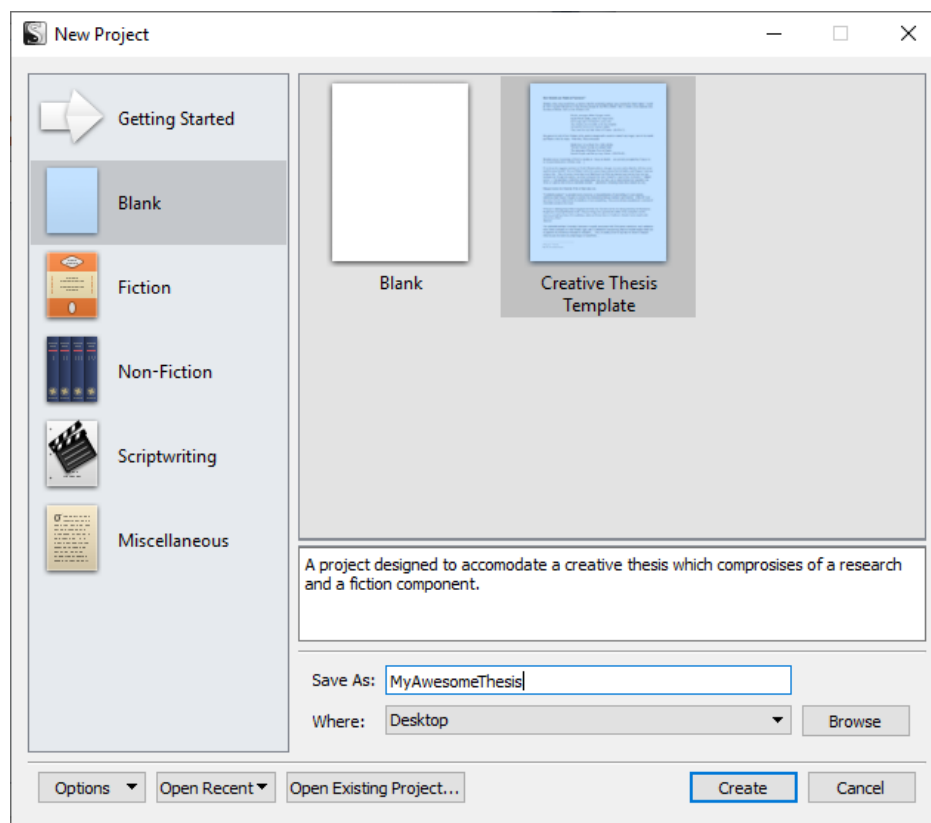 New Project
Getting Started
Blank
Fiction
Non-Fiction
Scriptwriting
Miscellaneous
Blank
Creative Thesis
Template
A project designed to accomodate a creative thesis which comprosises of a research
and a fiction component.
Save As: MyAwesomeThesis
Where: Desktop Browse
Options Open Recent Open Existing Project... Create Cancel